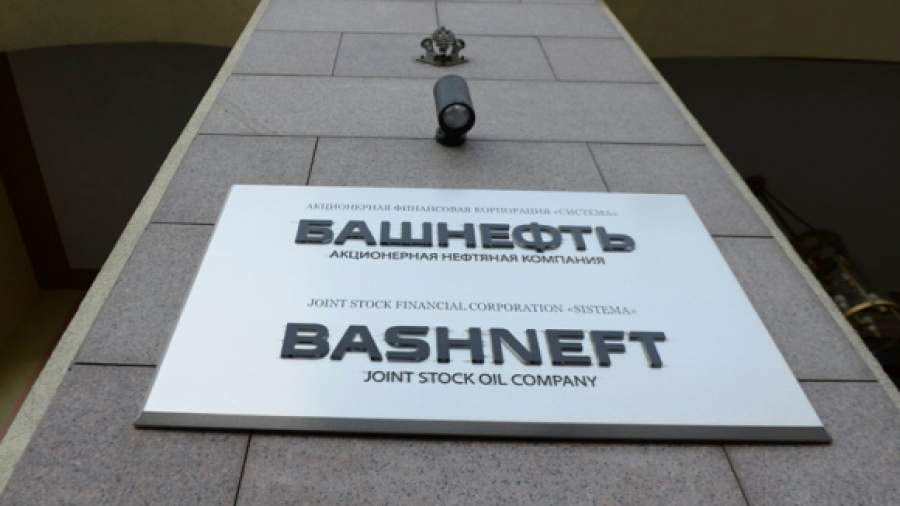 АКЦИОНЕРНАЯ ФИНАНСОВАЯ КОРПОРАЦИЯ «СИСТЕМА»
БАШНЕФТЬ
АКЦИОНЕРНАЯ НЕФТЯНАЯ КОМПАНИЯ
JOINT STOCK FINANCIAL CORPORATION «SISTEMA»
BASHNEFT
JOINT STOCK OIL COMPANY